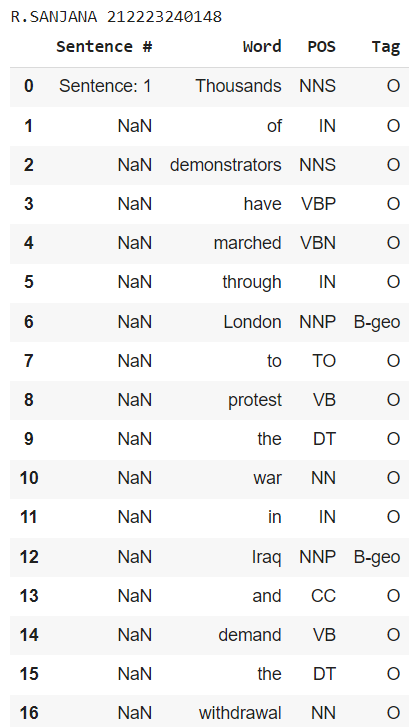 R.SANJANA 212223240148
Sentence # Word POS Tag
0 Sentence: 1 Thousands NNS O
1 NaN of IN O
2 NaN demonstrators NNS O
3 NaN have VBP O
4 NaN marched VBN O
5 NaN through IN O
6 NaN London NNP B-geo
7 NaN to TO O
8 NaN protest VB O
9 NaN the DT O
10 NaN war NN O
11 NaN in IN O
12 NaN Iraq NNP B-geo
13 NaN and CC O
14 NaN demand VB O
15 NaN the DT O
16 NaN withdrawal NN O